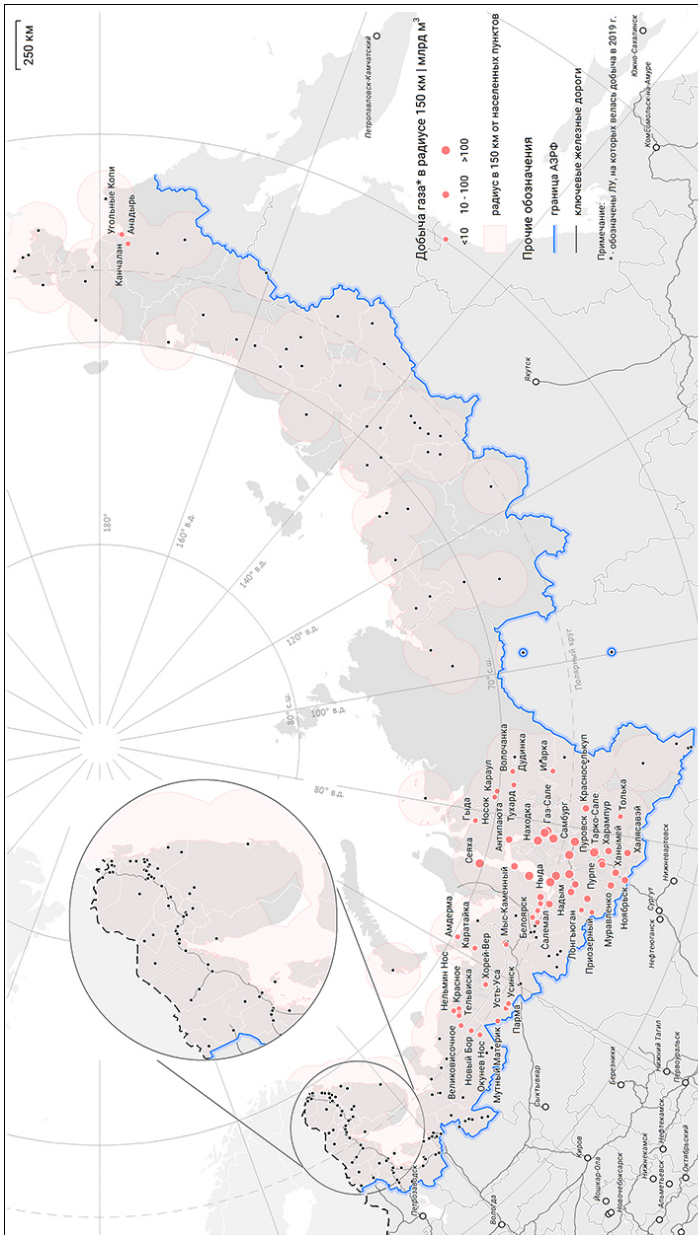 250 км
Петропавловск-Камчатский
Южно-Сахалинск
Комсомольск-на-Амуре
Якутск
Угольные Копи
Анадырь
Канчалан
180°
160° в.д.
140° в.д.
120° в.д.
100° в.д.
80° в.д.
80° с.ш.
70° с.ш.
Полярный круг
Добыча газа* в радиусе 150 км | млрд м³
<10 10 - 100 >100
радиус в 150 км от населенных пунктов
Прочие обозначения
граница АЗРФ
ключевые железные дороги
Примечание:
* - обозначены ЛУ, на которых велась добыча в 2019 г.
Волочанка
Дудинка
Игарка
Караул
Носок
Тухард
Гыда
Антипаюта
Находка
Газ-Сале
Самбург
Красноселькуп
Сеяха
Пуровск
Тарко-Сале
Харампур
Толька
Мыс-Каменный
Ныда
Пурпе
Ханымей
Халясавэй
Белоярск
Салемал
Надым
Лонгъюган
Приозерный
Муравленко
Ноябрьск
Амдерма
Каратайка
Хорей-Вер
Нельмин Нос
Красное
Тельвиска
Усть-Уса
Усинск
Парма
Великовисочное
Новый Бор
Окунев Нос
Мутный Материк
Нижневартовск
Сургут
Нефтеюганск
Сыктывкар
Березники
Нижний Тагил
Первоуральск
Петрозаводск
Вологда
Киров
Йошкар-Ола
Новочебоксарск
Нижнекамск
Нефтекамск
Альметьевск
Октябрьский